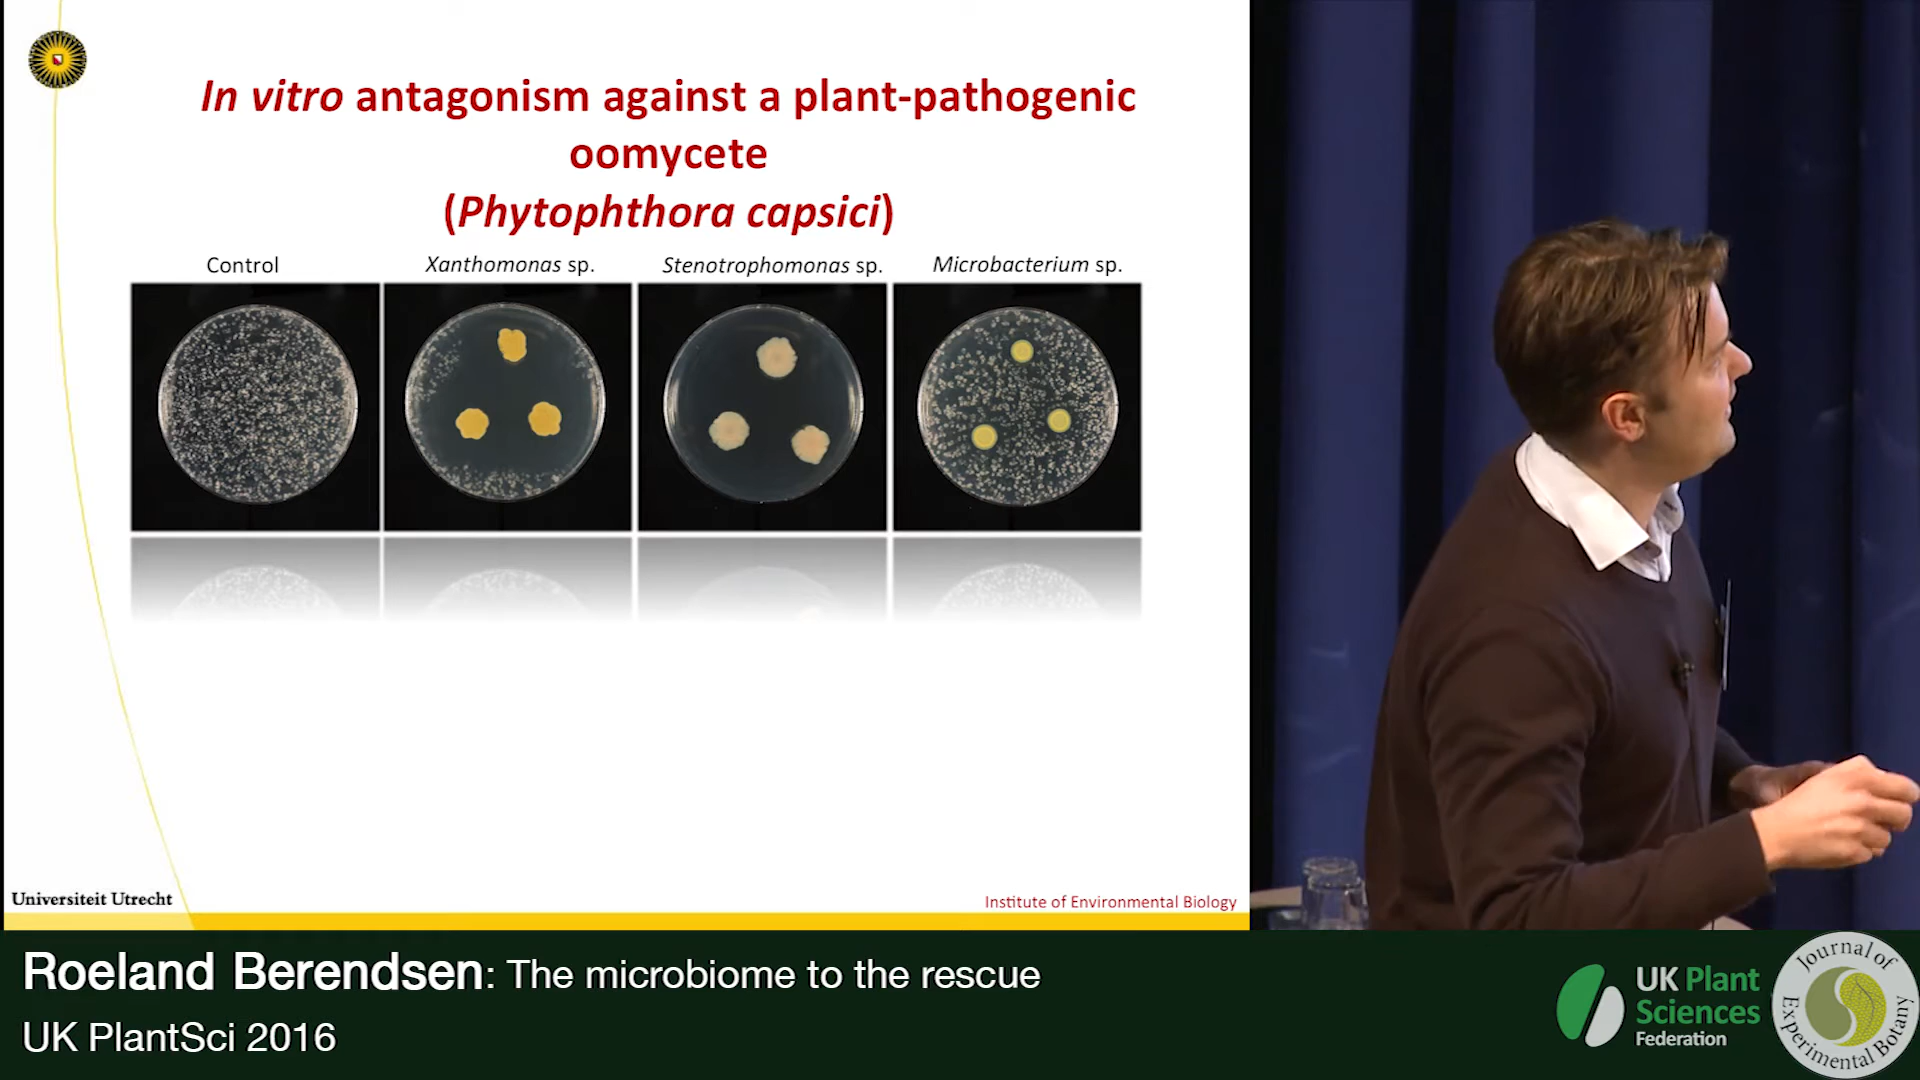 In vitro antagonism against a plant-pathogenic
oomycete
(Phytophthora capsici)
Control
Xanthomonas sp.
Stenotrophomonas sp.
Microbacterium sp.
Universiteit Utrecht
Institute of Environmental Biology
Roeland Berendsen: The microbiome to the rescue
UK PlantSci 2016
UK Plant
Sciences
Federation
Journal of
Experimental Botany